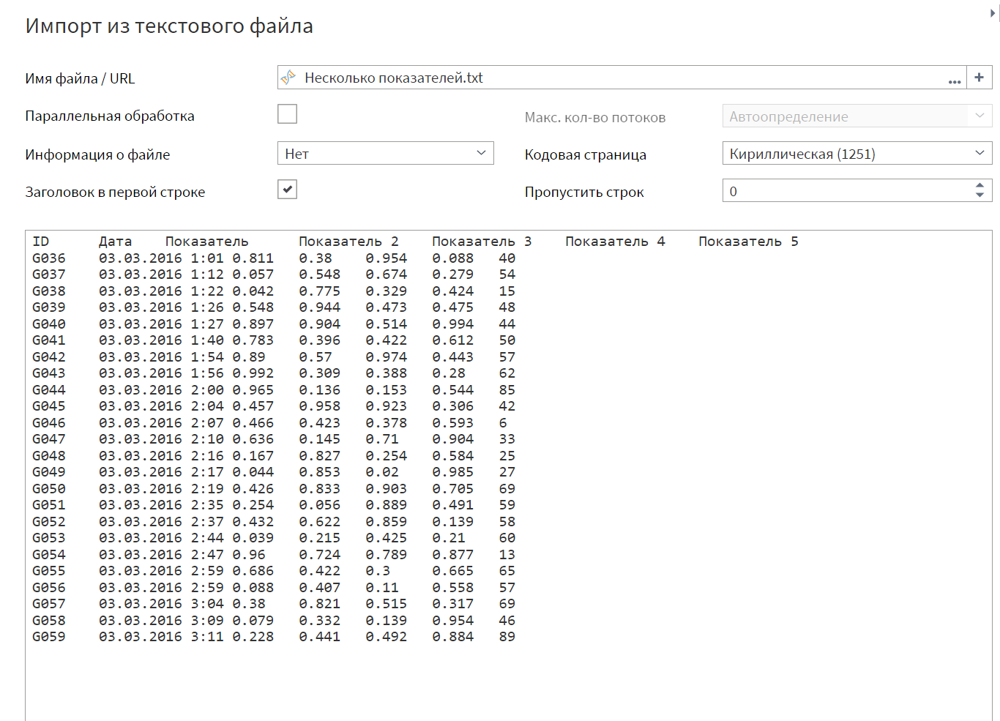 Импорт из текстового файла
Имя файла / URL Несколько показателей.txt ... +
Параллельная обработка Макс. кол-во потоков Автоопределение
Информация о файле Нет Кодовая страница Кириллическая (1251)
Заголовок в первой строке Пропустить строк 0
ID Дата Показатель Показатель 2 Показатель 3 Показатель 4 Показатель 5
G036 03.03.2016 1:01 0.811 0.38 0.954 0.088 40
G037 03.03.2016 1:12 0.057 0.548 0.674 0.279 54
G038 03.03.2016 1:22 0.042 0.775 0.329 0.424 15
G039 03.03.2016 1:26 0.548 0.944 0.473 0.475 48
G040 03.03.2016 1:27 0.897 0.904 0.514 0.994 44
G041 03.03.2016 1:40 0.783 0.396 0.422 0.612 50
G042 03.03.2016 1:54 0.89 0.57 0.974 0.443 57
G043 03.03.2016 1:56 0.992 0.309 0.388 0.28 62
G044 03.03.2016 2:00 0.965 0.136 0.153 0.544 85
G045 03.03.2016 2:04 0.457 0.958 0.923 0.306 42
G046 03.03.2016 2:07 0.466 0.423 0.378 0.593 6
G047 03.03.2016 2:10 0.636 0.145 0.71 0.904 33
G048 03.03.2016 2:16 0.167 0.827 0.254 0.584 25
G049 03.03.2016 2:17 0.044 0.853 0.02 0.985 27
G050 03.03.2016 2:19 0.426 0.833 0.903 0.705 69
G051 03.03.2016 2:35 0.254 0.056 0.889 0.491 59
G052 03.03.2016 2:37 0.432 0.622 0.859 0.139 58
G053 03.03.2016 2:44 0.039 0.215 0.425 0.21 60
G054 03.03.2016 2:47 0.96 0.724 0.789 0.877 13
G055 03.03.2016 2:59 0.686 0.422 0.3 0.665 65
G056 03.03.2016 2:59 0.088 0.407 0.11 0.558 57
G057 03.03.2016 3:04 0.38 0.821 0.515 0.317 69
G058 03.03.2016 3:09 0.079 0.332 0.139 0.954 46
G059 03.03.2016 3:11 0.228 0.441 0.492 0.884 89